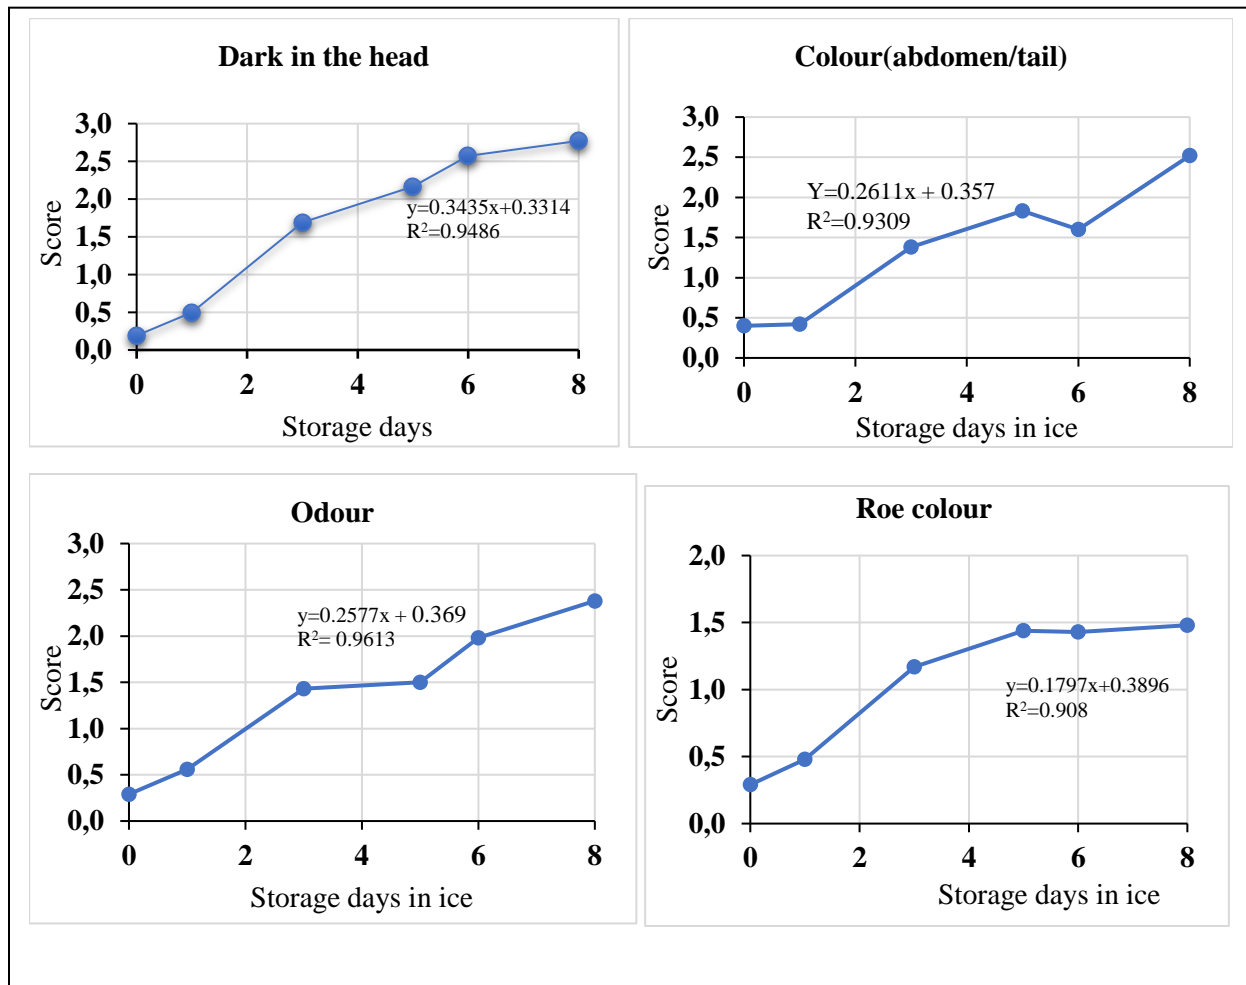 Dark in the head
3,0
2,5
2,0
1,5
1,0
0,5
0,0
Score
y=0.3435x+0.3314
R²=0.9486
0 2 4 6 8
Storage days
Colour(abdomen/tail)
3,0
2,5
2,0
1,5
1,0
0,5
0,0
Score
Y=0.2611x + 0.357
R²=0.9309
0 2 4 6 8
Storage days in ice
Odour
3,0
2,5
2,0
1,5
1,0
0,5
0,0
Score
y=0.2577x + 0.369
R²= 0.9613
0 2 4 6 8
Storage days in ice
Roe colour
2,0
1,5
1,0
0,5
0,0
Score
y=0.1797x+0.3896
R²=0.908
0 2 4 6 8
Storage days in ice